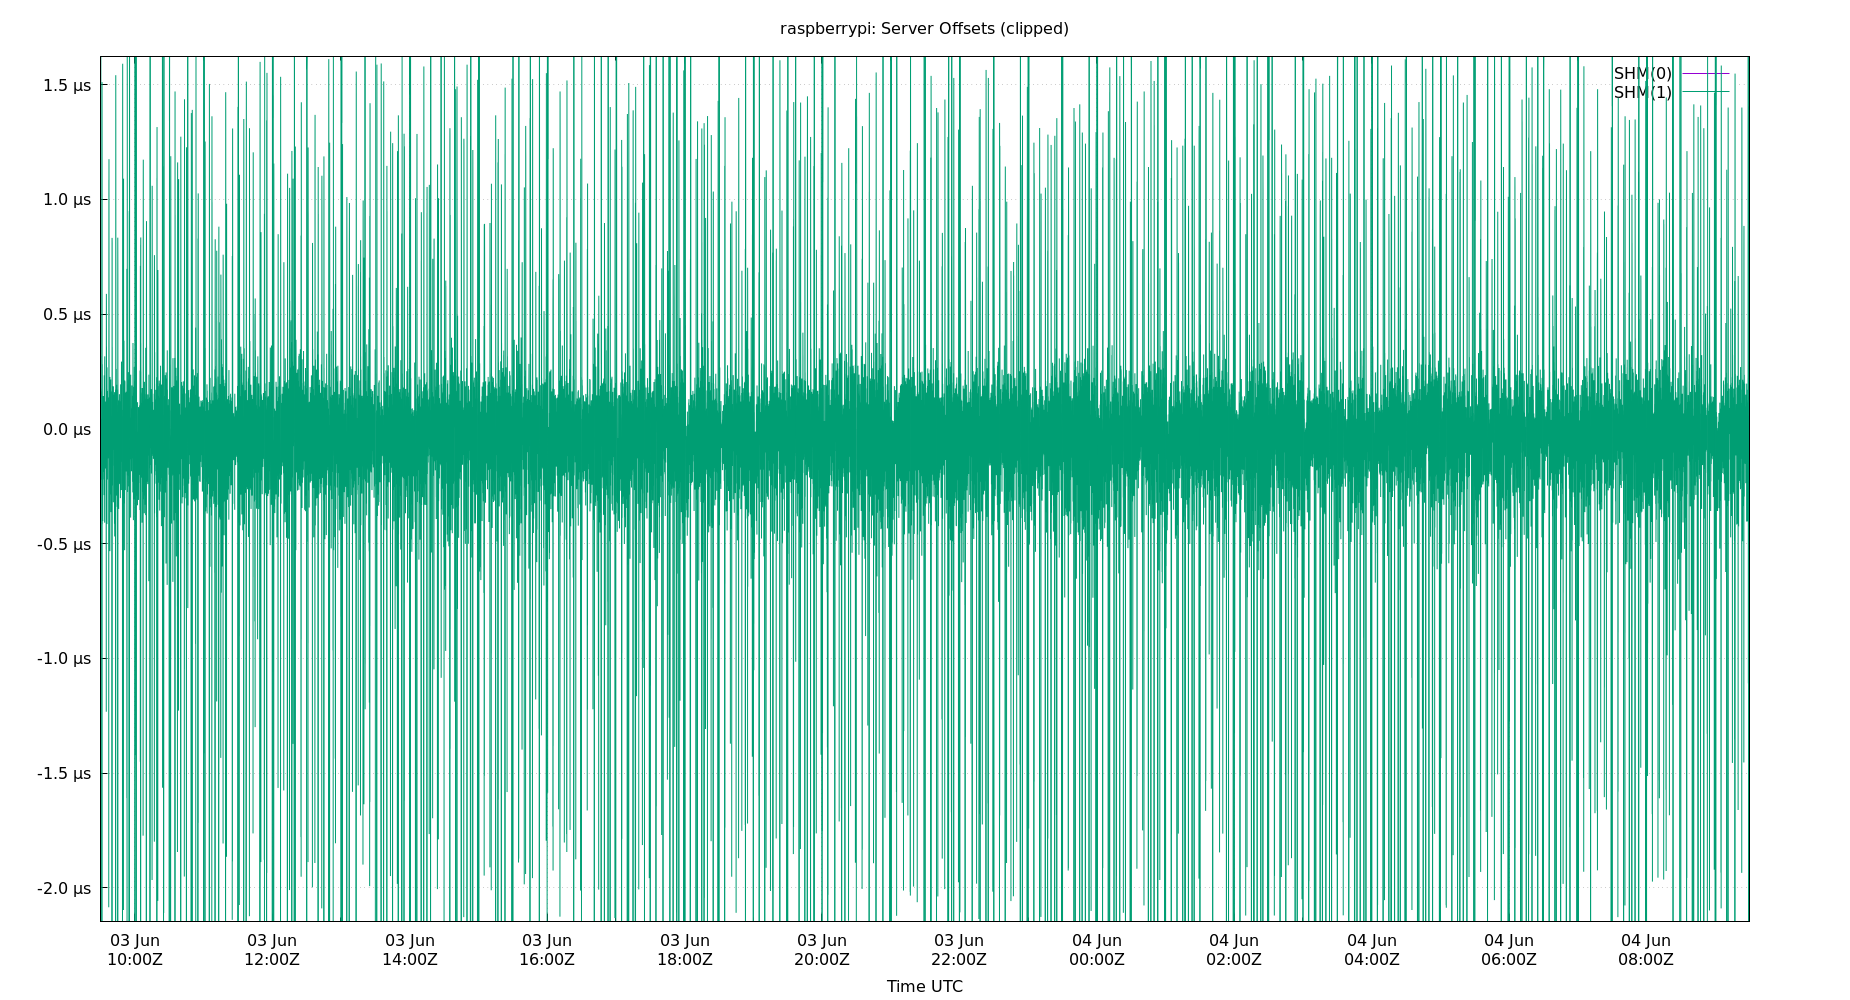 raspberrypi: Server Offsets (clipped)
SHM(0)
SHM(1)
1.5 µs
1.0 µs
0.5 µs
0.0 µs
-0.5 µs
-1.0 µs
-1.5 µs
-2.0 µs
03 Jun 03 Jun 03 Jun 03 Jun 03 Jun 03 Jun 03 Jun 04 Jun 04 Jun 04 Jun 04 Jun 04 Jun
10:00Z 12:00Z 14:00Z 16:00Z 18:00Z 20:00Z 22:00Z 00:00Z 02:00Z 04:00Z 06:00Z 08:00Z
Time UTC